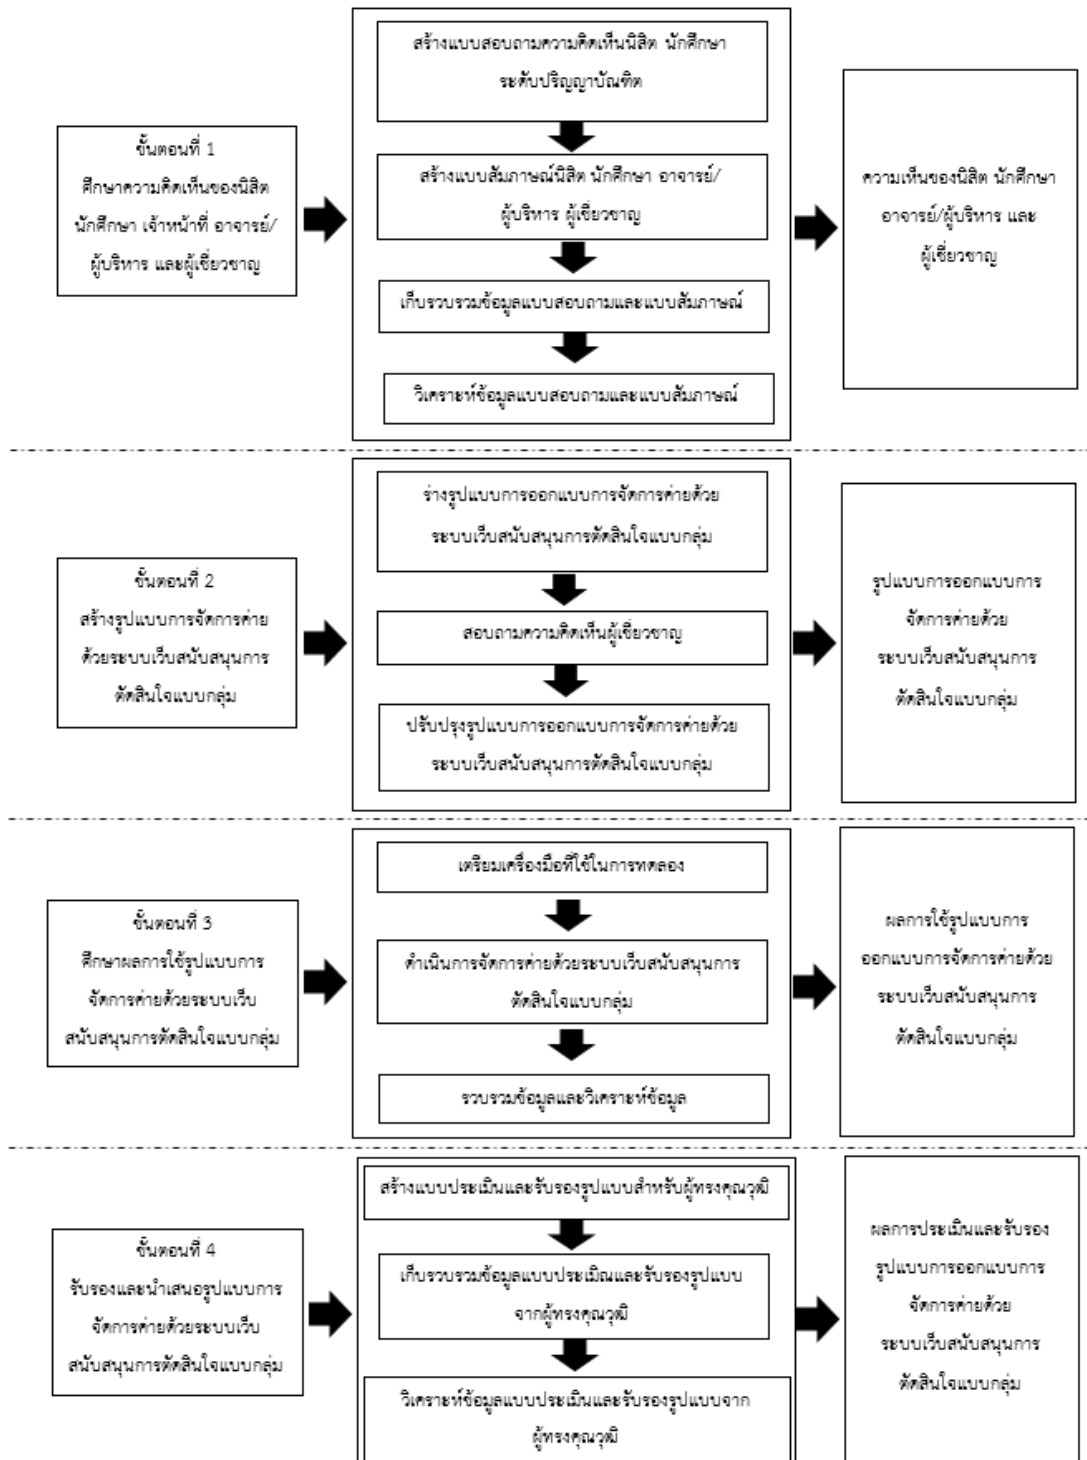 ขั้นตอนที่ 1
ศึกษาความคิดเห็นของนิสิต
นักศึกษา เจ้าหน้าที่ อาจารย์/
ผู้บริหาร และผู้เชี่ยวชาญ
สร้างแบบสอบถามความคิดเห็นนิสิต นักศึกษา
ระดับปริญญาบัณฑิต
สร้างแบบสัมภาษณ์นิสิต นักศึกษา อาจารย์/
ผู้บริหาร ผู้เชี่ยวชาญ
เก็บรวบรวมข้อมูลแบบสอบถามและแบบสัมภาษณ์
วิเคราะห์ข้อมูลแบบสอบถามและแบบสัมภาษณ์
ความเห็นของนิสิต นักศึกษา
อาจารย์/ผู้บริหาร และ
ผู้เชี่ยวชาญ
ขั้นตอนที่ 2
สร้างรูปแบบการจัดการค่าย
ด้วยระบบเว็บสนับสนุนการ
ตัดสินใจแบบกลุ่ม
ร่างรูปแบบการออกแบบการจัดการค่ายด้วย
ระบบเว็บสนับสนุนการตัดสินใจแบบกลุ่ม
สอบถามความคิดเห็นผู้เชี่ยวชาญ
ปรับปรุงรูปแบบการออกแบบการจัดการค่ายด้วย
ระบบเว็บสนับสนุนการตัดสินใจแบบกลุ่ม
รูปแบบการออกแบบการ
จัดการค่ายด้วย
ระบบเว็บสนับสนุนการ
ตัดสินใจแบบกลุ่ม
ขั้นตอนที่ 3
ศึกษาผลการใช้รูปแบบการ
จัดการค่ายด้วยระบบเว็บ
สนับสนุนการตัดสินใจแบบกลุ่ม
เตรียมเครื่องมือที่ใช้ในการทดลอง
ดำเนินการจัดการค่ายด้วยระบบเว็บสนับสนุนการ
ตัดสินใจแบบกลุ่ม
รวบรวมข้อมูลและวิเคราะห์ข้อมูล
ผลการใช้รูปแบบการ
ออกแบบการจัดการค่ายด้วย
ระบบเว็บสนับสนุนการ
ตัดสินใจแบบกลุ่ม
ขั้นตอนที่ 4
รับรองและนำเสนอรูปแบบการ
จัดการค่ายด้วยระบบเว็บ
สนับสนุนการตัดสินใจแบบกลุ่ม
สร้างแบบประเมินและรับรองรูปแบบสำหรับผู้ทรงคุณวุฒิ
เก็บรวบรวมข้อมูลแบบประเมิณและรับรองรูปแบบ
จากผู้ทรงคุณวุฒิ
วิเคราะห์ข้อมูลแบบประเมินและรับรองรูปแบบจาก
ผู้ทรงคุณวุฒิ
ผลการประเมินและรับรอง
รูปแบบการออกแบบการ
จัดการค่ายด้วย
ระบบเว็บสนับสนุนการ
ตัดสินใจแบบกลุ่ม